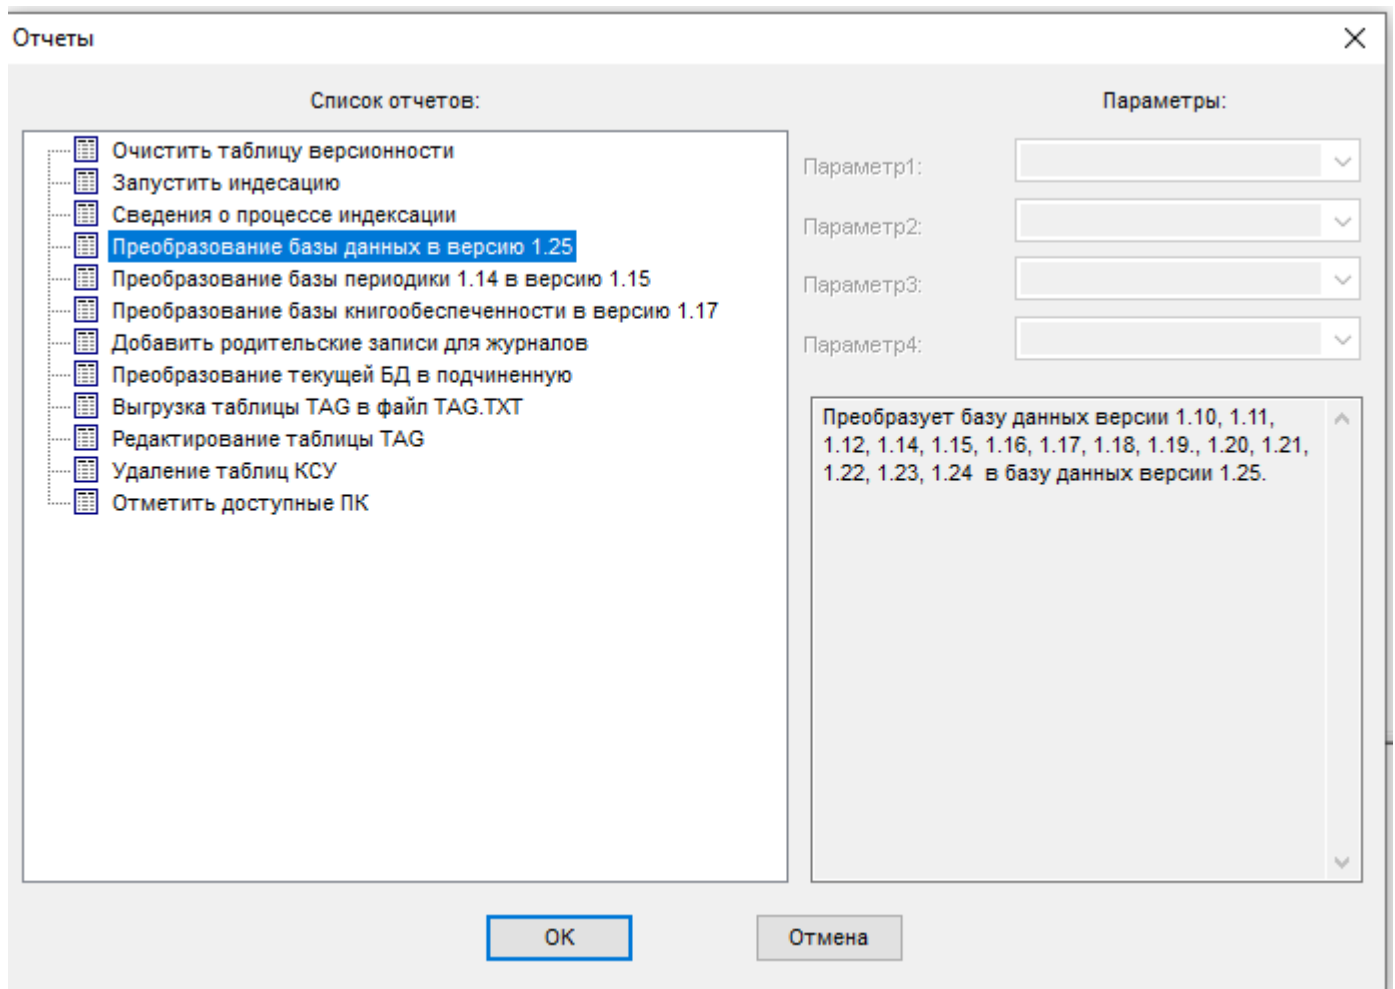 Отчеты
Список отчетов:
Параметры:
Очистить таблицу версионности
Запустить индесацию
Сведения о процессе индексации
Преобразование базы данных в версию 1.25
Преобразование базы периодики 1.14 в версию 1.15
Преобразование базы книгообеспеченности в версию 1.17
Добавить родительские записи для журналов
Преобразование текущей БД в подчиненную
Выгрузка таблицы TAG в файл TAG.TXT
Редактирование таблицы TAG
Удаление таблиц КСУ
Отметить доступные ПК
Параметр1:
Параметр2:
Параметр3:
Параметр4:
Преобразует базу данных версии 1.10, 1.11,
1.12, 1.14, 1.15, 1.16, 1.17, 1.18, 1.19., 1.20, 1.21,
1.22, 1.23, 1.24 в базу данных версии 1.25.
OK
Отмена